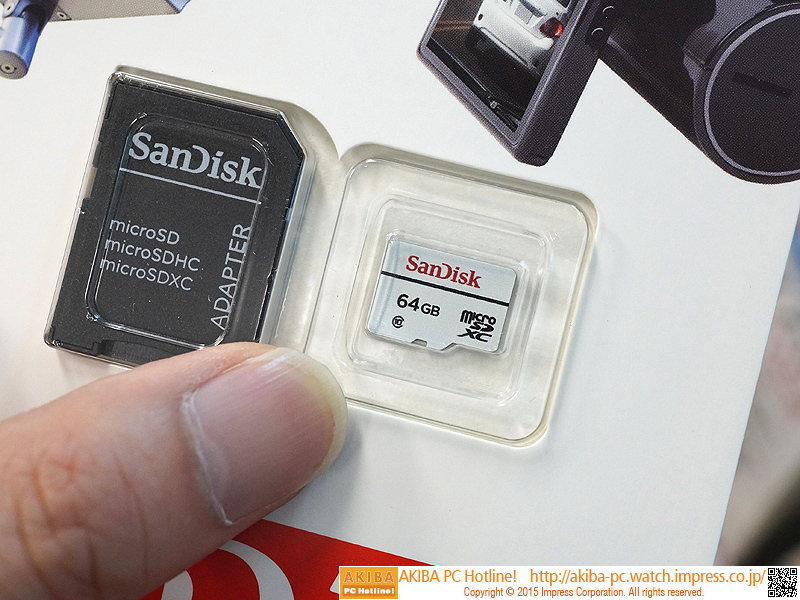 SanDisk
microSD
microSDHC
microSDXC
ADAPTER
SanDisk
64GB
10
micro
SD
XC
AKIBA
PC Hotline!
AKIBA PC Hotline! http://akiba-pc.watch.impress.co.jp/
Copyright © 2015 Impress Corporation. All rights reserved.